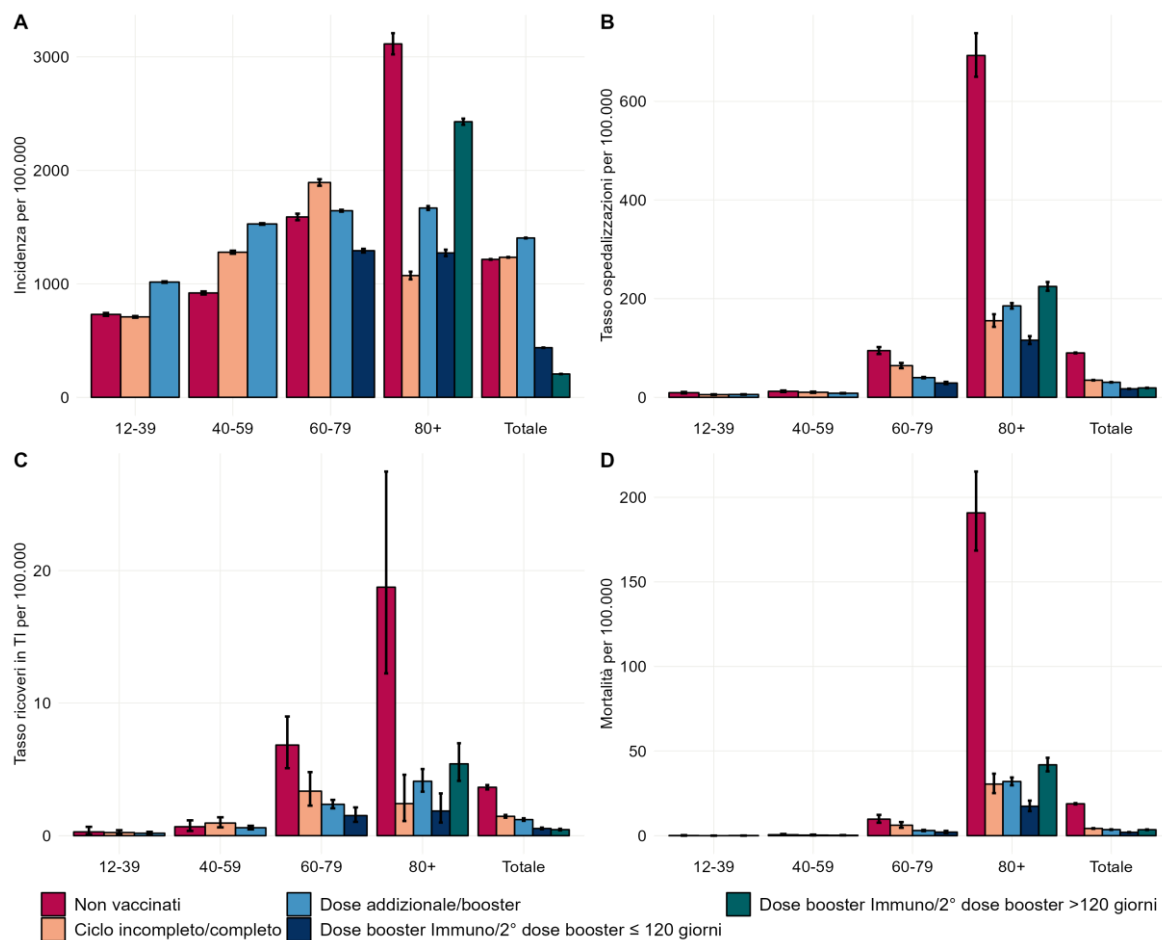 A
Incidenza per 100.000
3000
2000
1000
0
12-39
40-59
60-79
80+
Totale
B
Tasso ospedalizzazioni per 100.000
600
400
200
0
12-39
40-59
60-79
80+
Totale
C
Tasso ricoveri in TI per 100.000
20
10
0
12-39
40-59
60-79
80+
Totale
D
Mortalità per 100.000
200
150
100
50
0
12-39
40-59
60-79
80+
Totale
Non vaccinati
Ciclo incompleto/completo
Dose addizionale/booster
Dose booster Immuno/2° dose booster ≤ 120 giorni
Dose booster Immuno/2° dose booster >120 giorni